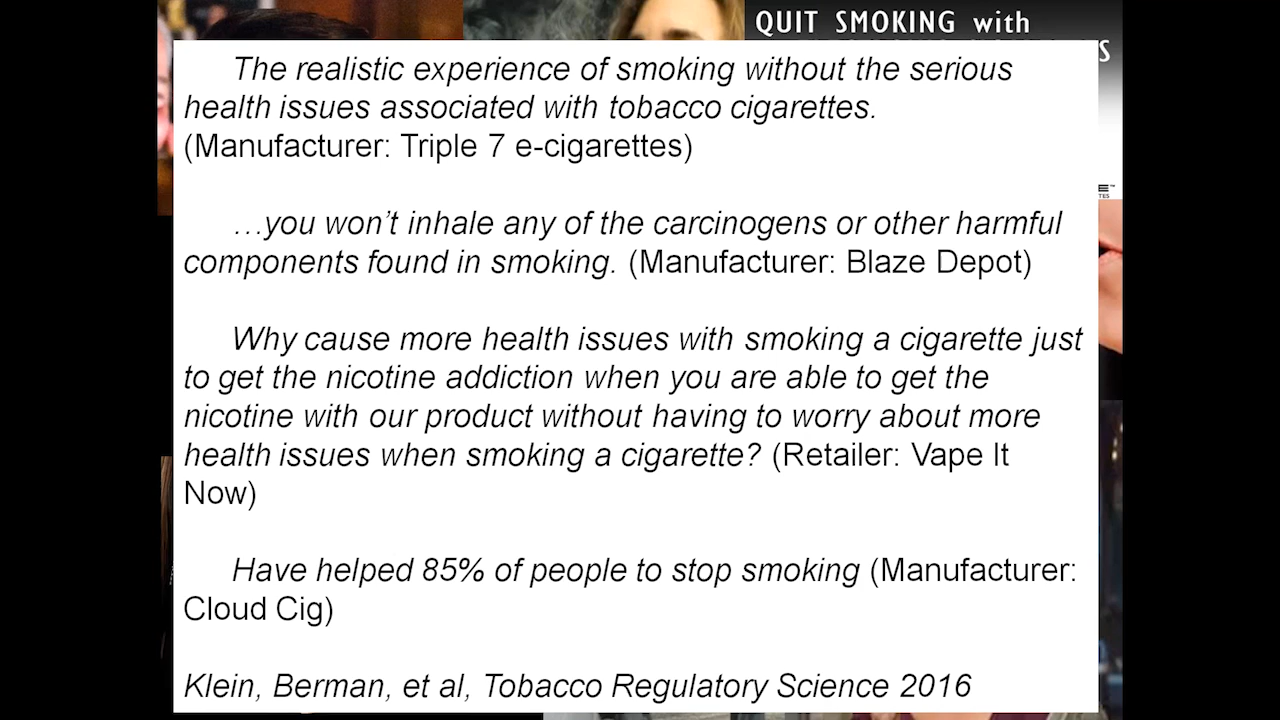 QUIT SMOKING with
S
The realistic experience of smoking without the serious
health issues associated with tobacco cigarettes.
(Manufacturer: Triple 7 e-cigarettes)
E™
TES
…you won't inhale any of the carcinogens or other harmful
components found in smoking. (Manufacturer: Blaze Depot)
Why cause more health issues with smoking a cigarette just
to get the nicotine addiction when you are able to get the
nicotine with our product without having to worry about more
health issues when smoking a cigarette? (Retailer: Vape It
Now)
Have helped 85% of people to stop smoking (Manufacturer:
Cloud Cig)
Klein, Berman, et al, Tobacco Regulatory Science 2016